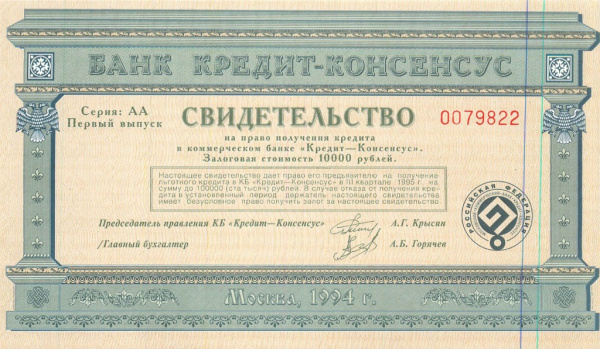 БАНК КРЕДИТ-КОНСЕНСУС
Серия: АА
Первый выпуск
СВИДЕТЕЛЬСТВО
0079822
на право получения кредита
в коммерческом банке «Кредит—Консенсус».
Залоговая стоимость 10000 рублей.
Настоящее свидетельство дает право его предъявителю на получение
льготного кредита в КБ «Кредит-Консенсус» в III квартале 1995 г. на
сумму до 100000 (ста тысяч) рублей. В случае отказа от получения кре-
дита в установленный период держатель настоящего свидетельства
имеет безусловное право получить залог за настоящее свидетельство.
Председатель правления КБ «Кредит-Консенсус»
А.Г. Крысин
/Главный бухгалтер
А.Б. Горячев
РОССИЙСКАЯ ФЕДЕРАЦИЯ
Москва, 1994 г.